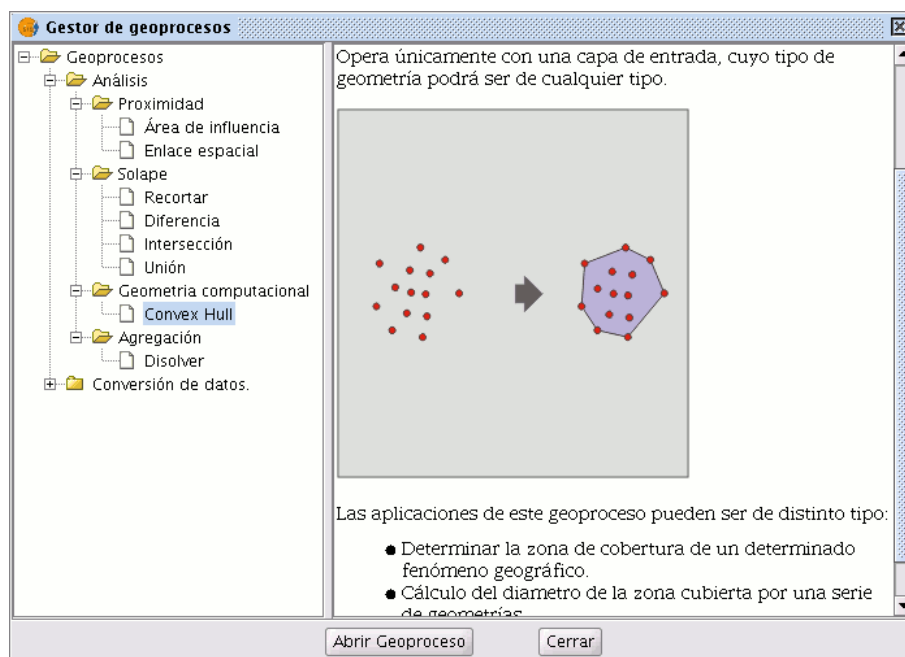 Gestor de geoprocesos
Geoprocesos
Análisis
Proximidad
Área de influencia
Enlace espacial
Solape
Recortar
Diferencia
Intersección
Unión
Geometria computacional
Convex Hull
Agregación
Disolver
Conversión de datos.
Opera únicamente con una capa de entrada, cuyo tipo de
geometría podrá ser de cualquier tipo.
Las aplicaciones de este geoproceso pueden ser de distinto tipo:
● Determinar la zona de cobertura de un determinado
fenómeno geográfico.
● Cálculo del diametro de la zona cubierta por una serie
de geometrías
Abrir Geoproceso
Cerrar